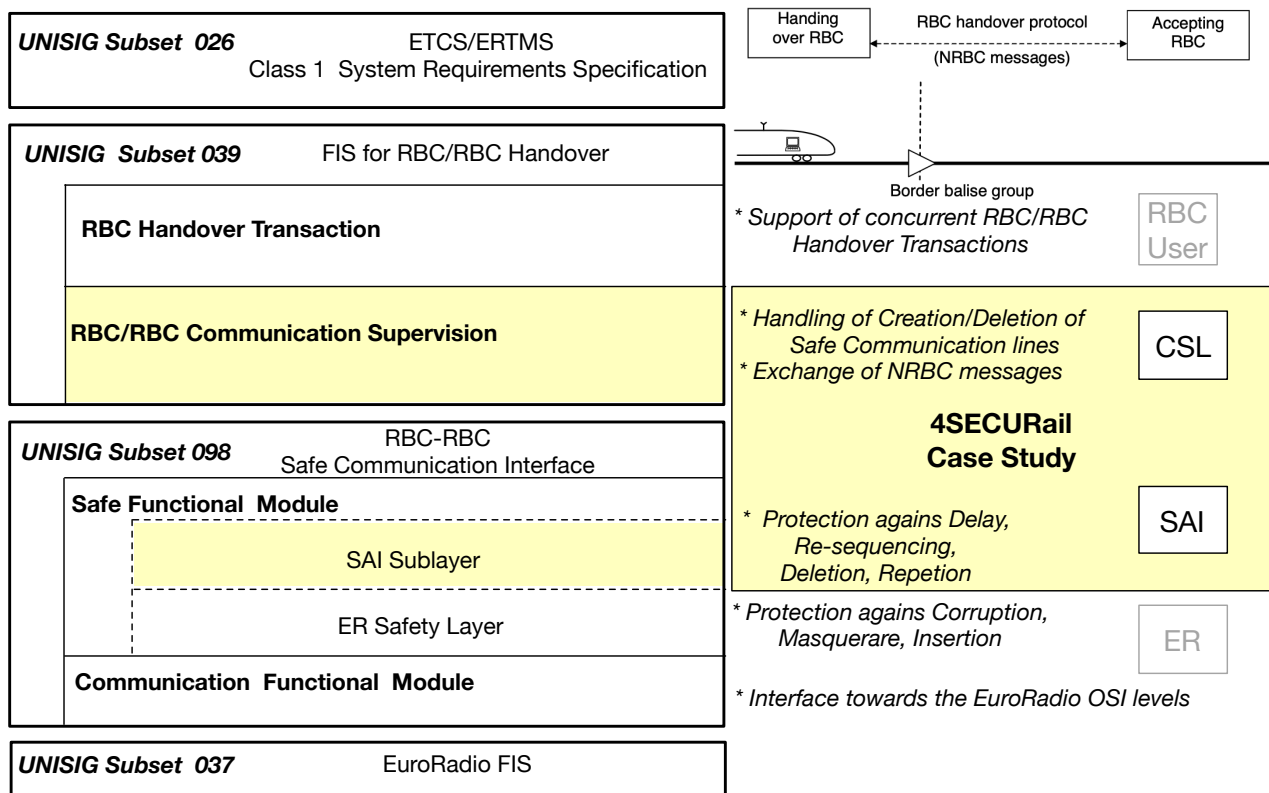 UNISIG Subset 026
ETCS/ERTMS
Class 1 System Requirements Specification
Handing
over RBC
RBC handover protocol
(NRBC messages)
Accepting
RBC
Border balise group
UNISIG Subset 039
FIS for RBC/RBC Handover
RBC Handover Transaction
* Support of concurrent RBC/RBC
Handover Transactions
RBC
User
RBC/RBC Communication Supervision
* Handling of Creation/Deletion of
Safe Communication lines
* Exchange of NRBC messages
CSL
4SECURail
Case Study
UNISIG Subset 098
RBC-RBC
Safe Communication Interface
Safe Functional Module
SAI Sublayer
* Protection agains Delay,
Re-sequencing,
Deletion, Repetion
SAI
ER Safety Layer
* Protection agains Corruption,
Masquerare, Insertion
ER
Communication Functional Module
* Interface towards the EuroRadio OSI levels
UNISIG Subset 037
EuroRadio FIS